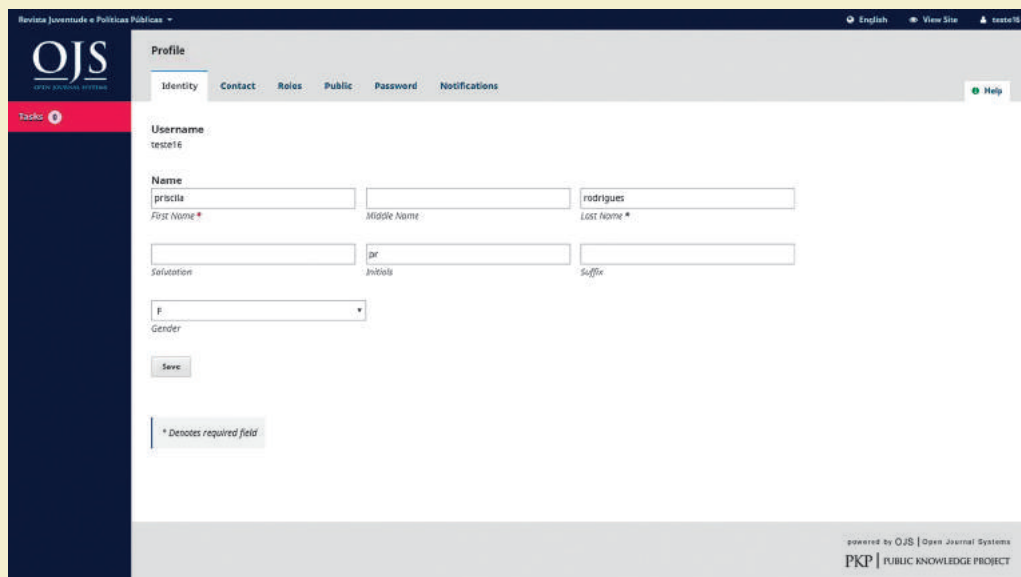 Revista Juventude e Políticas Públicas English View Site teste16
OJS
OPEN JOURNAL SYSTEMS
Profile
Identity Contact Roles Public Password Notifications
Help
Tasks 0
Username
teste16
Name
priscila rodrigues
First Name * Middle Name Last Name *
pr
Salutation Initials Suffix
F
Gender
Save
* Denotes required field
powered by OJS | Open Journal Systems
PKP | PUBLIC KNOWLEDGE PROJECT